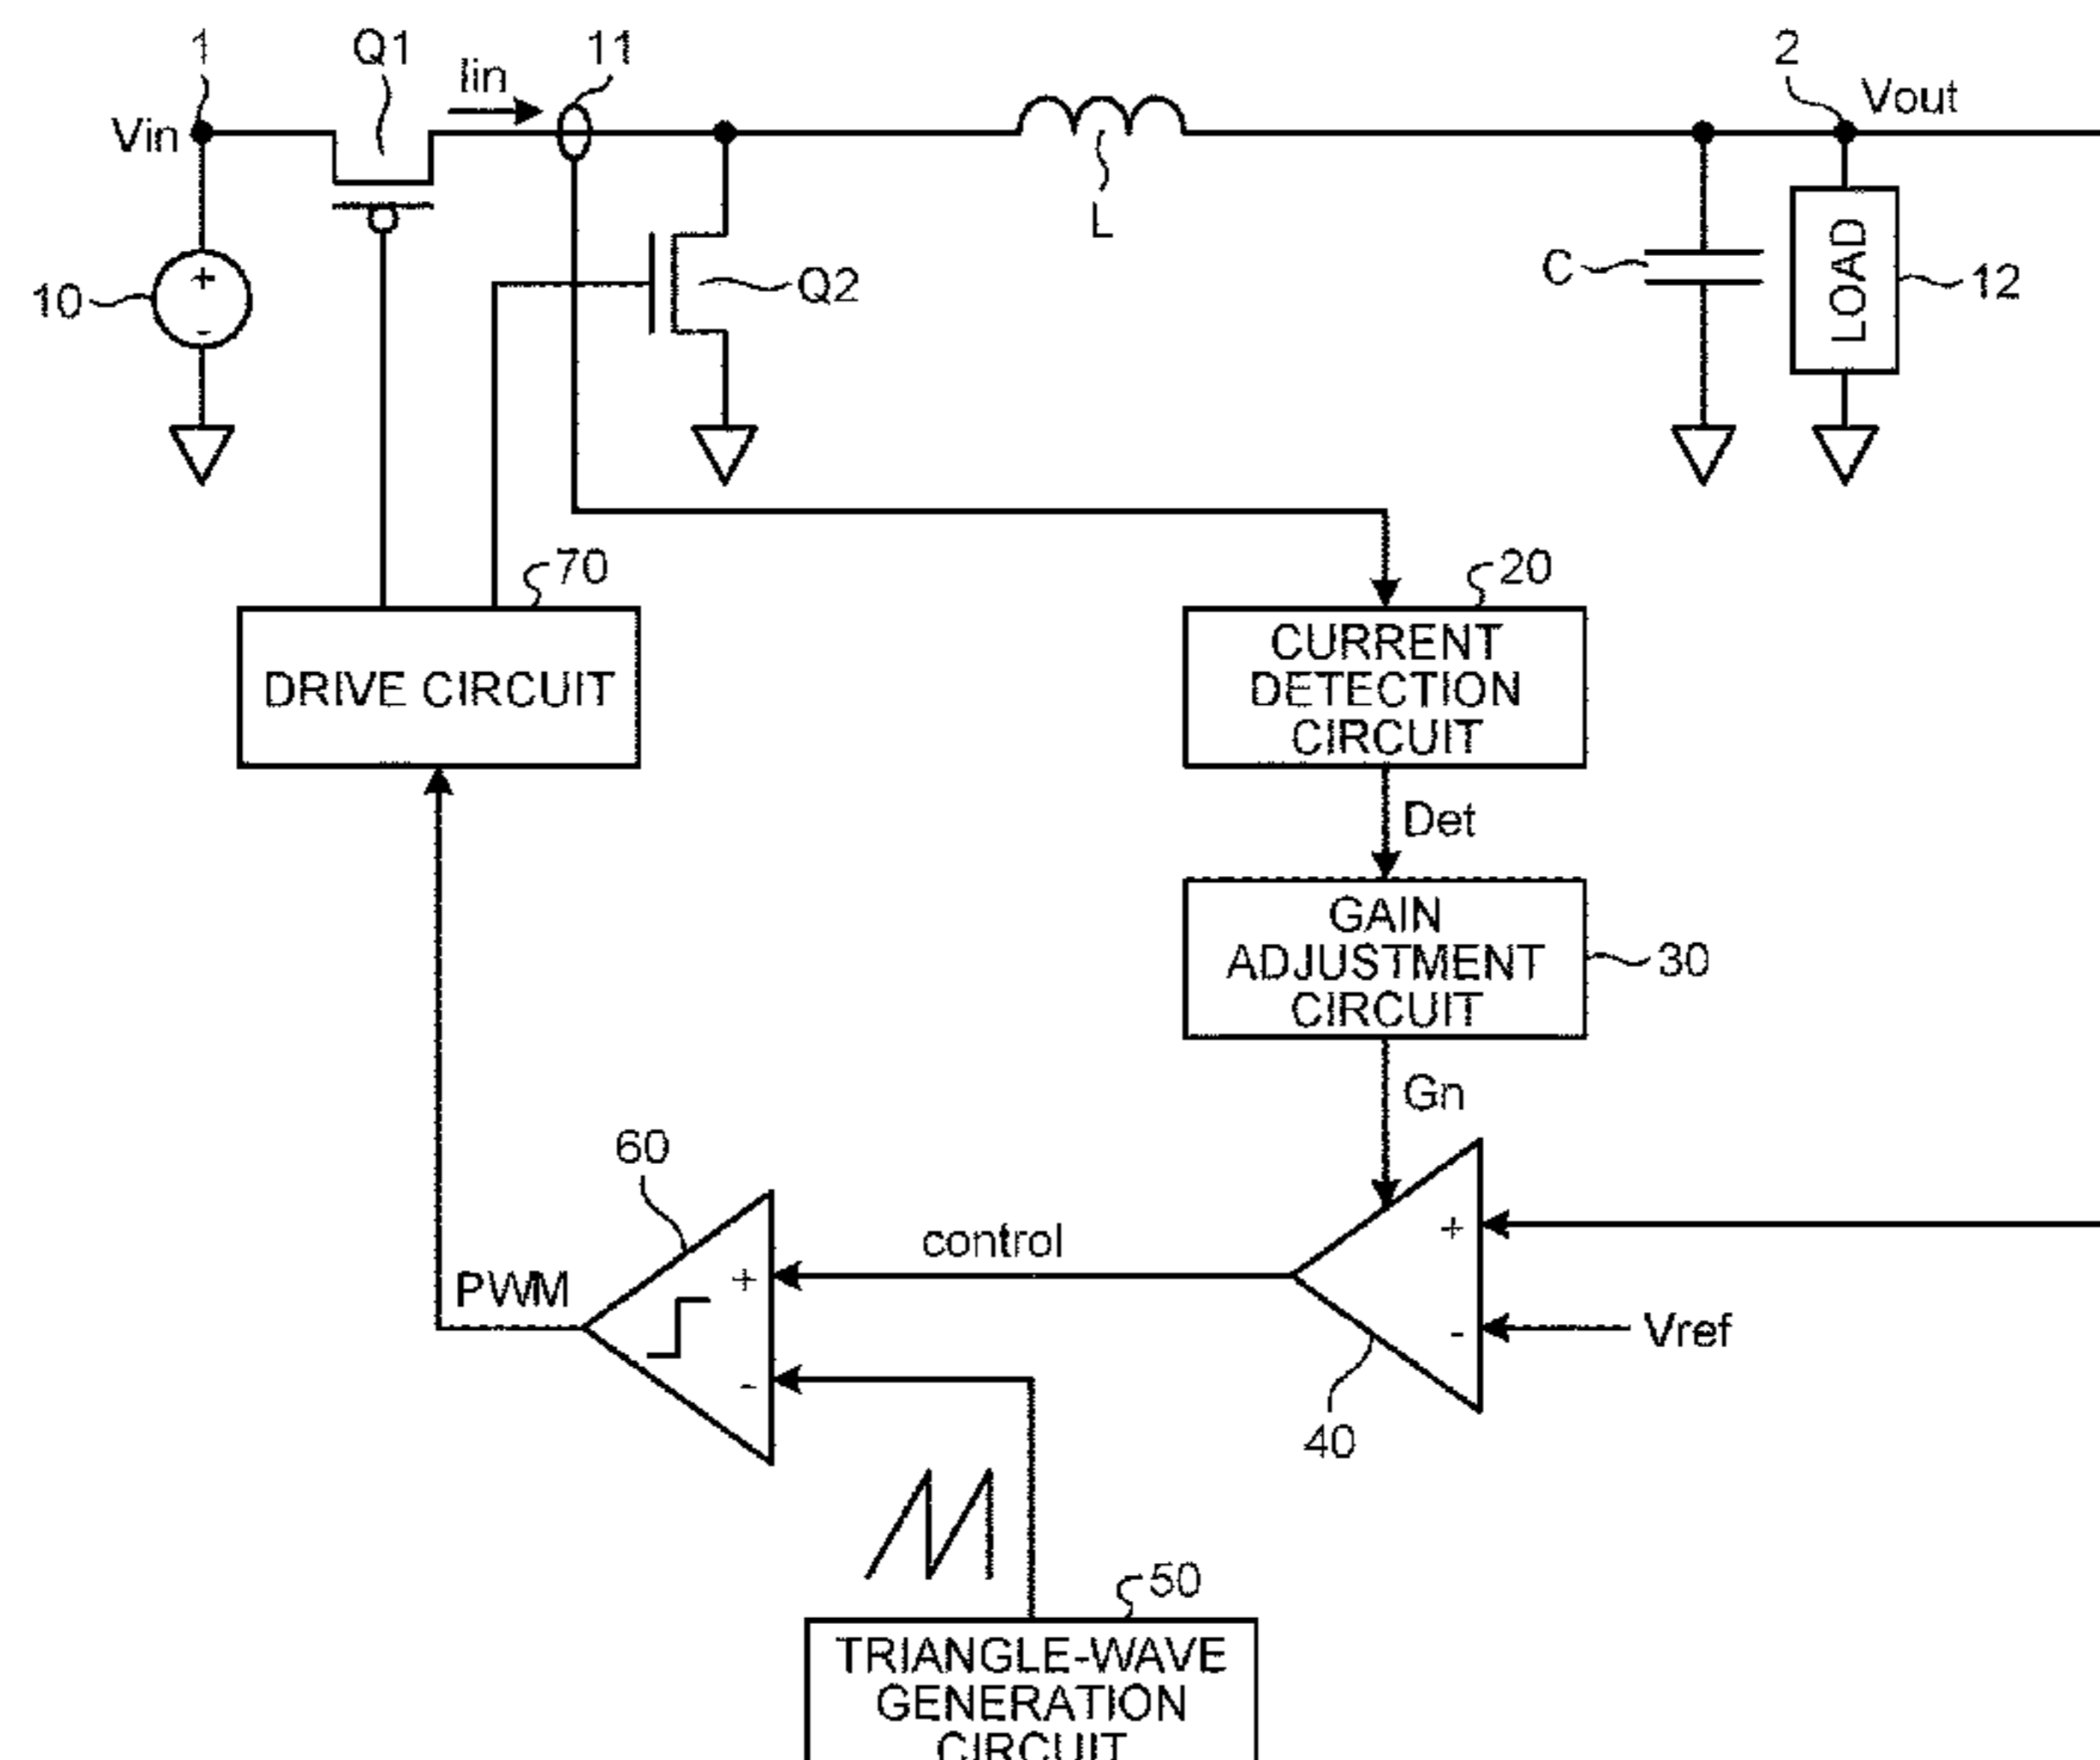 1
Q1
Iin
11
2
Vin
Vout
L
10
+
-
Q2
C
LOAD
12
70
20
DRIVE CIRCUIT
CURRENT
DETECTION
CIRCUIT
Det
GAIN
ADJUSTMENT
CIRCUIT
30
Gn
60
control
+
PWM
+
-
Vref
-
40
50
TRIANGLE-WAVE
GENERATION
CIRCUIT